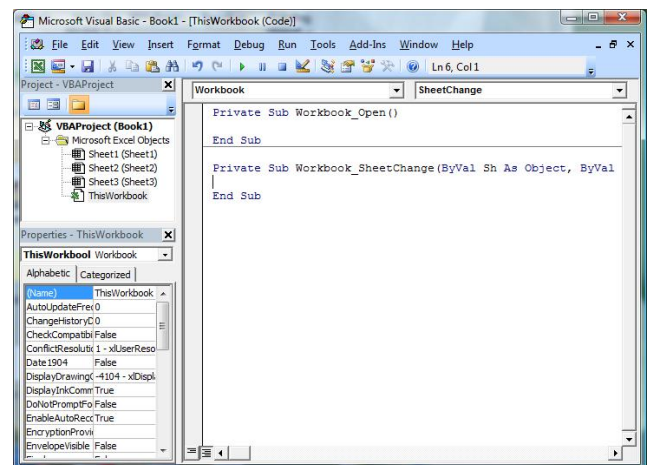 Microsoft Visual Basic - Book1 - [ThisWorkbook (Code)]
File Edit View Insert Format Debug Run Tools Add-Ins Window Help
Ln 6, Col 1
Project - VBAProject
VBAProject (Book1)
Microsoft Excel Objects
Sheet1 (Sheet1)
Sheet2 (Sheet2)
Sheet3 (Sheet3)
ThisWorkbook
Properties - ThisWorkbook
ThisWorkbool Workbook
Alphabetic Categorized
(Name) ThisWorkbook
AutoUpdateFrec 0
ChangeHistoryD 0
CheckCompatibi False
ConflictResolutic 1 - xlUserReso
Date1904 False
DisplayDrawingC -4104 - xlDispl
DisplayInkComm True
DoNotPromptFo False
EnableAutoRecc True
EncryptionProvi
EnvelopeVisible False
Workbook SheetChange
Private Sub Workbook_Open()
End Sub
Private Sub Workbook_SheetChange(ByVal Sh As Object, ByVal
End Sub